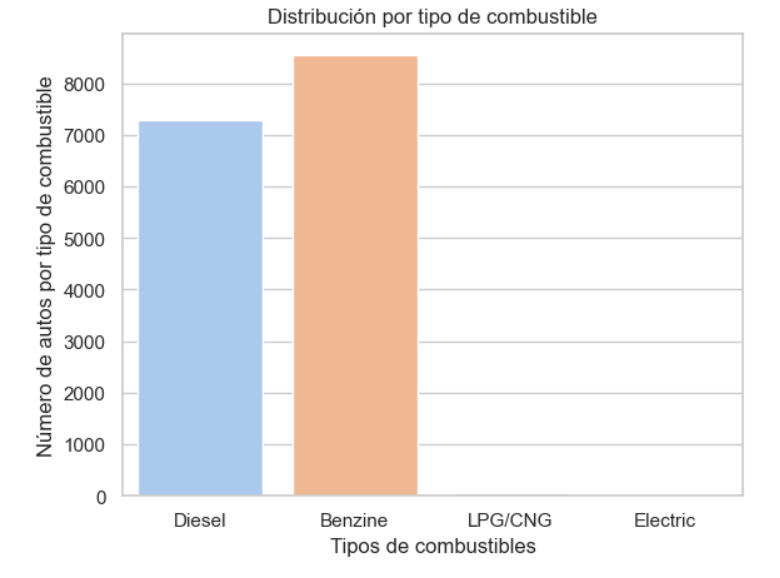 Distribución por tipo de combustible
Número de autos por tipo de combustible
8000
7000
6000
5000
4000
3000
2000
1000
0
Diesel Benzine LPG/CNG Electric
Tipos de combustibles